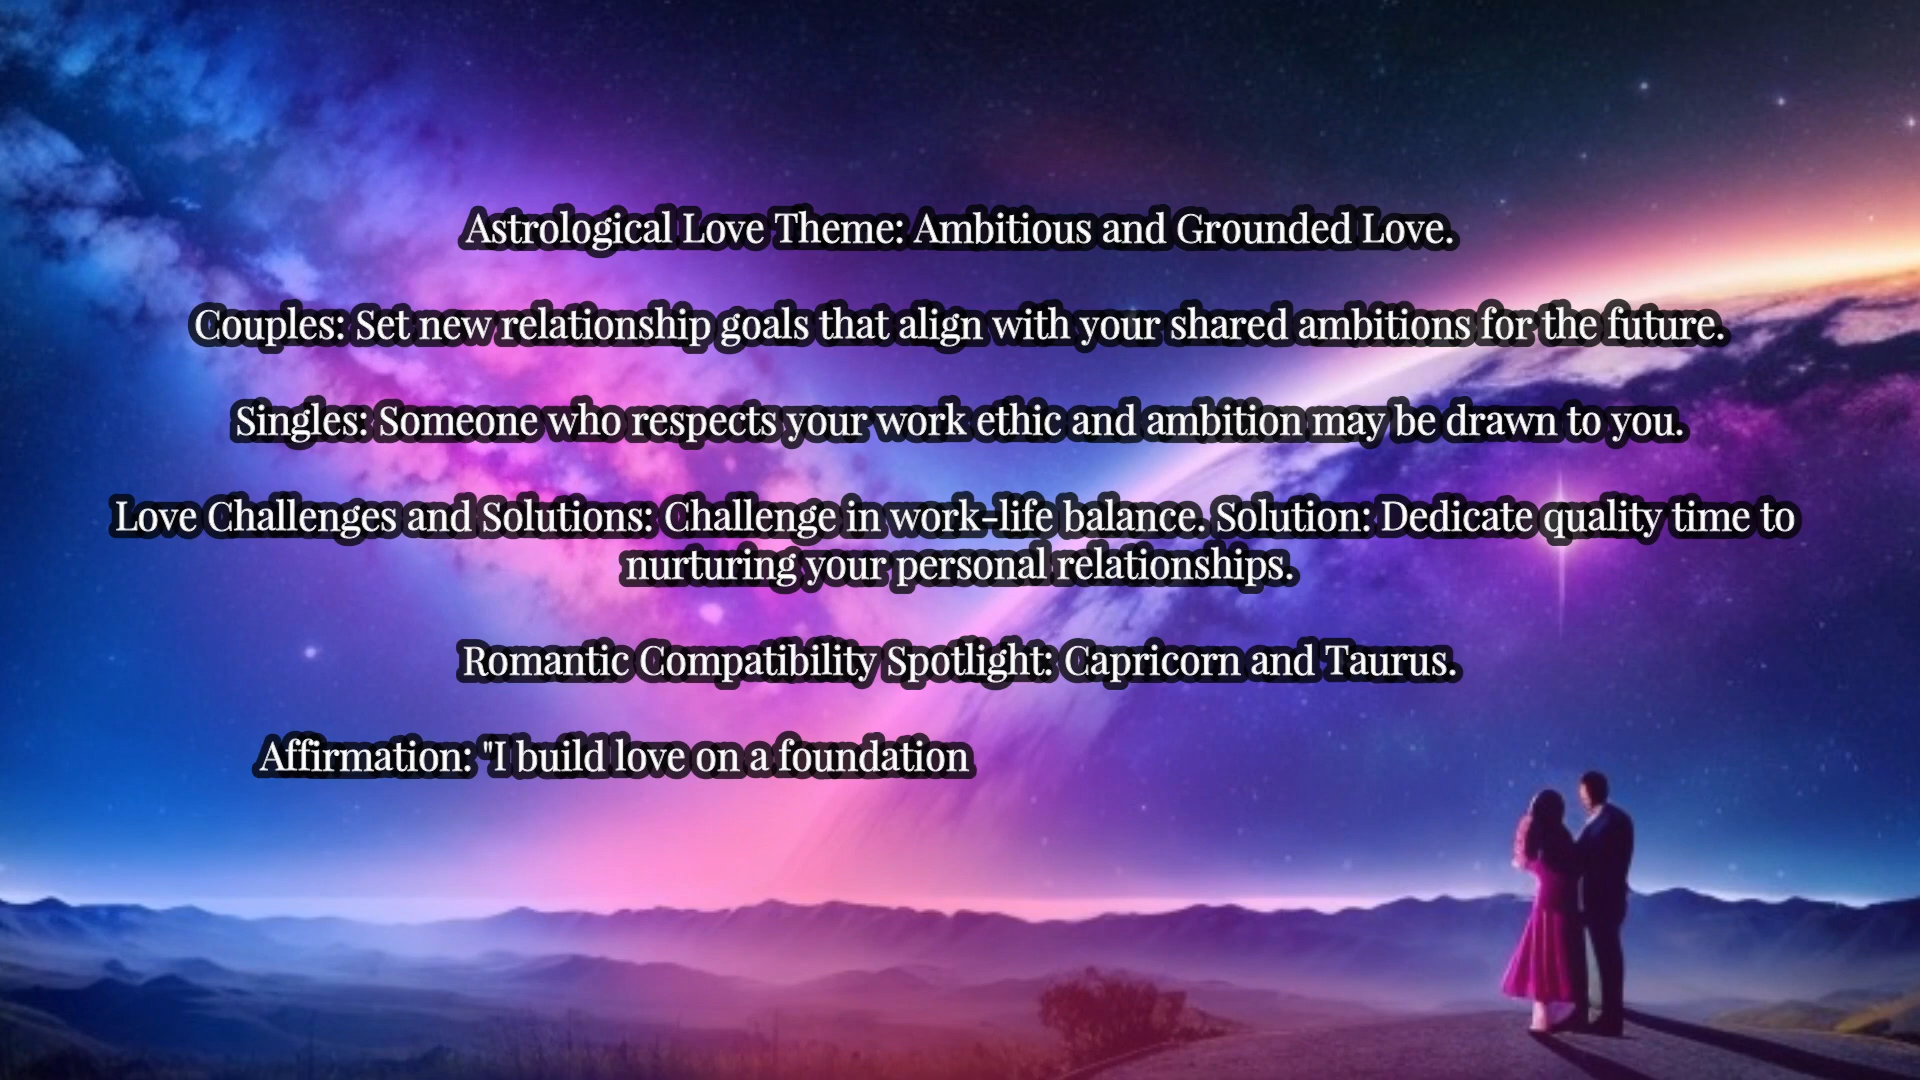 Astrological Love Theme: Ambitious and Grounded Love.
Couples: Set new relationship goals that align with your shared ambitions for the future.
Singles: Someone who respects your work ethic and ambition may be drawn to you.
Love Challenges and Solutions: Challenge in work-life balance. Solution: Dedicate quality time to
nurturing your personal relationships.
Romantic Compatibility Spotlight: Capricorn and Taurus.
Affirmation: "I build love on a foundation